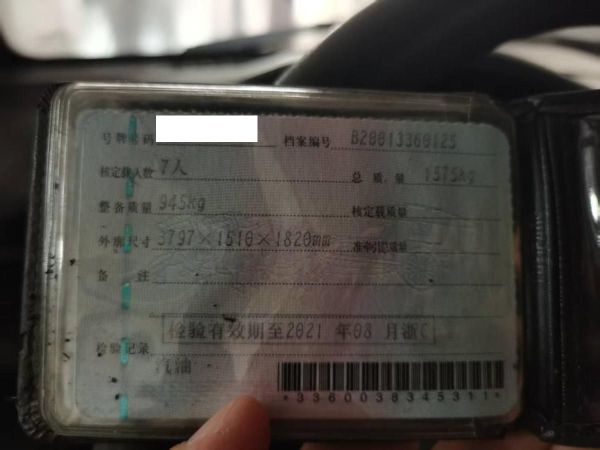 号牌号码 档案编号 B20013360125
核定载人数 7人 总质量 1575kg
整备质量 945kg 核定载质量
外廓尺寸 3797×1510×1820mm 准牵引总质量
备注
检验有效期至2021年08月浙C
检验记录
汽油
*3360038345311*